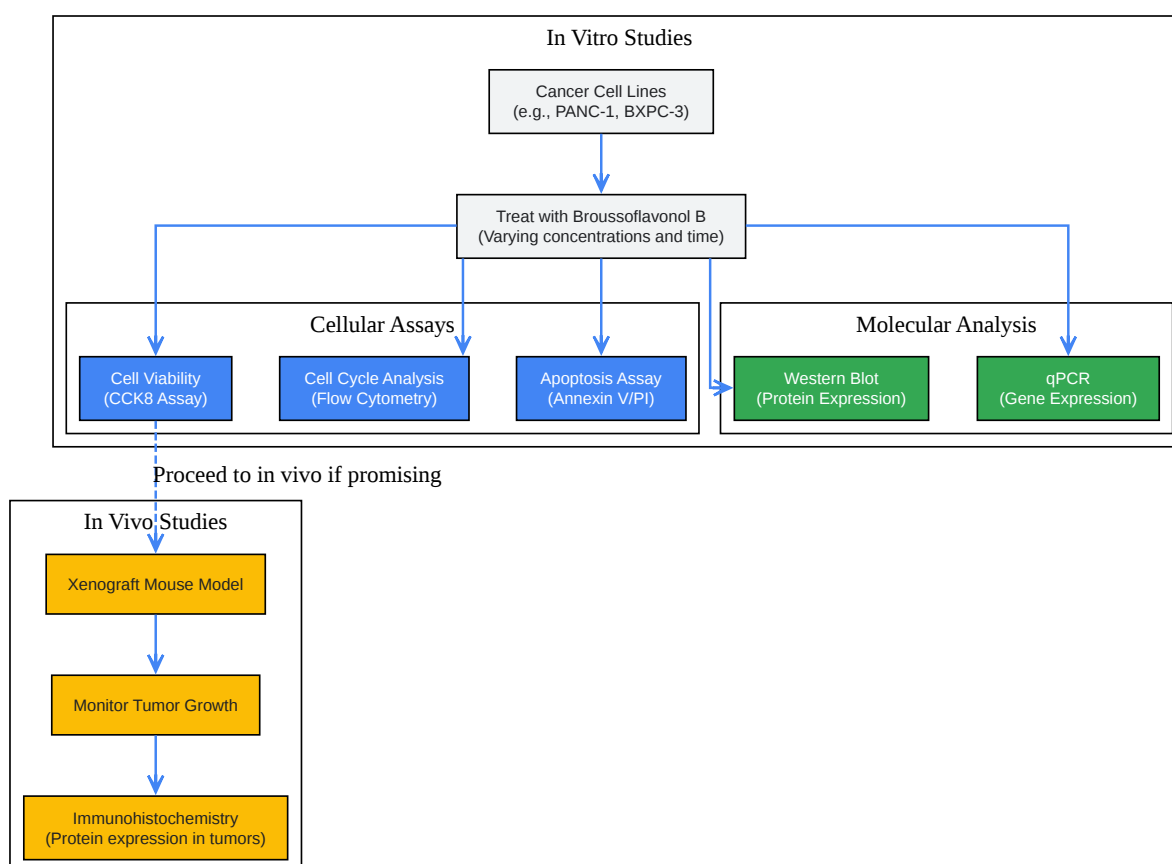 In Vitro Studies
Cancer Cell Lines
(e.g., PANC-1, BXPC-3)
Treat with Broussoflavonol B
(Varying concentrations and time)
Cellular Assays
Molecular Analysis
Cell Viability
(CCK8 Assay)
Cell Cycle Analysis
(Flow Cytometry)
Apoptosis Assay
(Annexin V/PI)
Western Blot
(Protein Expression)
qPCR
(Gene Expression)
Proceed to in vivo if promising
In Vivo Studies
Xenograft Mouse Model
Monitor Tumor Growth
Immunohistochemistry
(Protein expression in tumors)